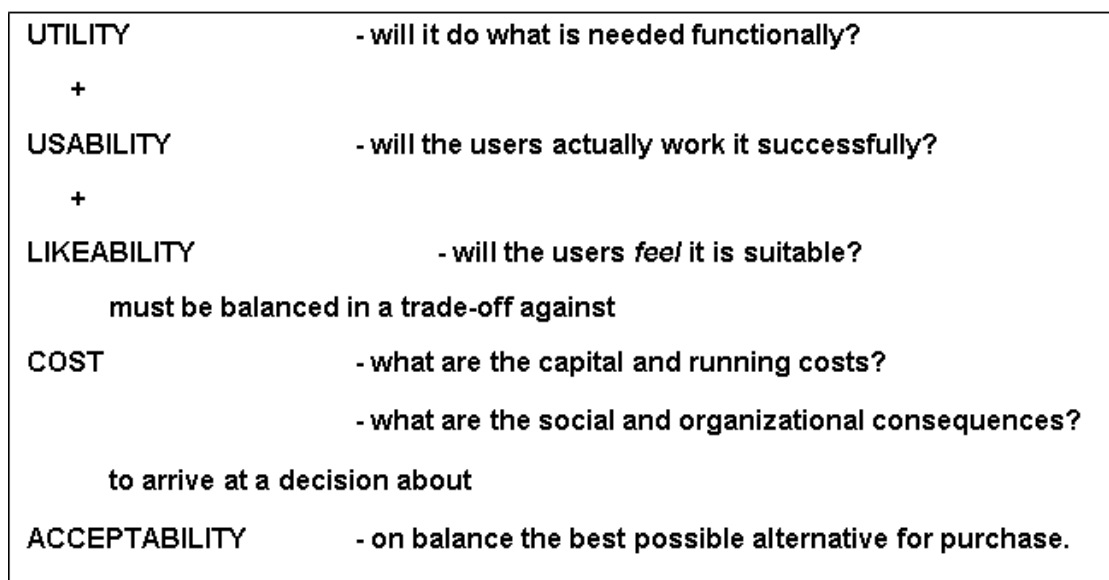 UTILITY - will it do what is needed functionally?
+
USABILITY - will the users actually work it successfully?
+
LIKEABILITY - will the users feel it is suitable?
must be balanced in a trade-off against
COST - what are the capital and running costs?
- what are the social and organizational consequences?
to arrive at a decision about
ACCEPTABILITY - on balance the best possible alternative for purchase.